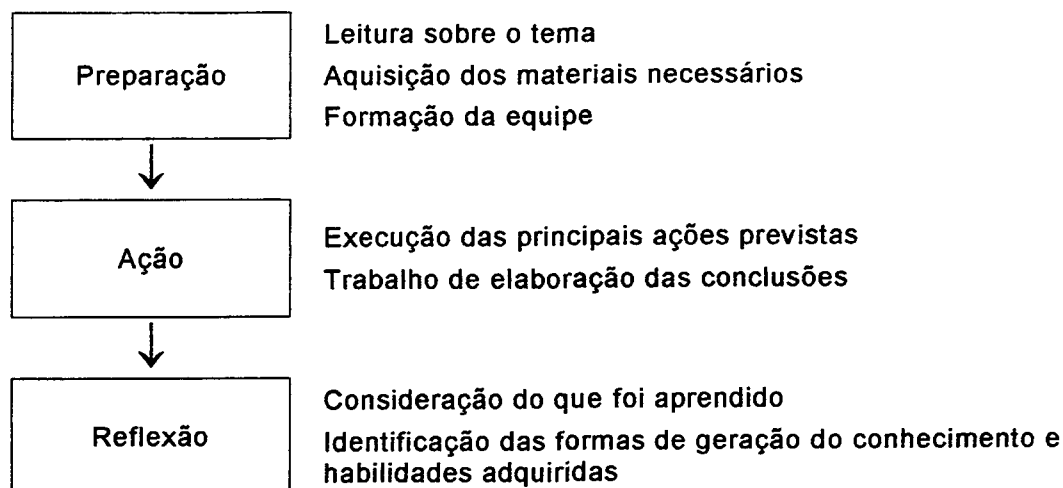 Preparação
Leitura sobre o tema
Aquisição dos materiais necessários
Formação da equipe
Ação
Execução das principais ações previstas
Trabalho de elaboração das conclusões
Reflexão
Consideração do que foi aprendido
Identificação das formas de geração do conhecimento e
habilidades adquiridas